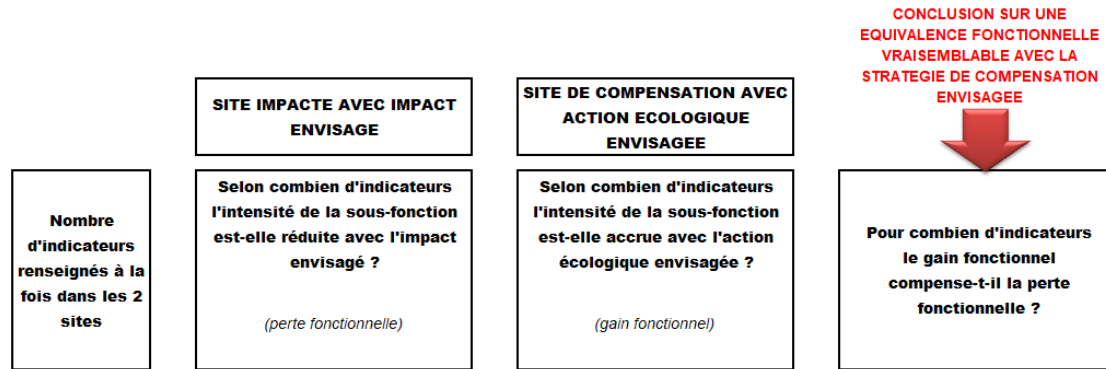 CONCLUSION SUR UNE
EQUIVALENCE FONCTIONNELLE
VRAISEMBLABLE AVEC LA
STRATEGIE DE COMPENSATION
ENVISAGEE
SITE IMPACTE AVEC IMPACT
ENVISAGE
SITE DE COMPENSATION AVEC
ACTION ECOLOGIQUE
ENVISAGEE
Nombre
d'indicateurs
renseignés à la
fois dans les 2
sites
Selon combien d'indicateurs
l'intensité de la sous-fonction
est-elle réduite avec l'impact
envisagé ?
(perte fonctionnelle)
Selon combien d'indicateurs
l'intensité de la sous-fonction
est-elle accrue avec l'action
écologique envisagée ?
(gain fonctionnel)
Pour combien d'indicateurs
le gain fonctionnel
compense-t-il la perte
fonctionnelle ?